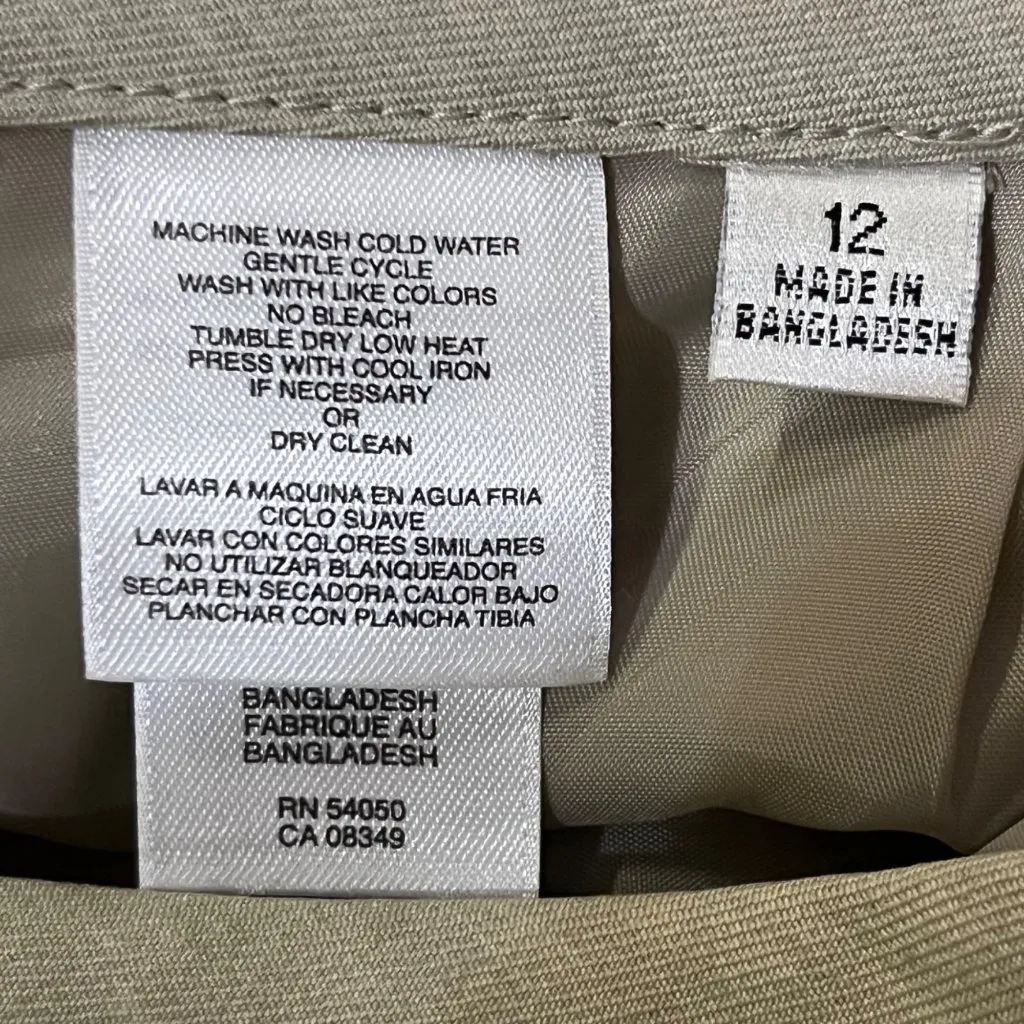 MACHINE WASH COLD WATER
GENTLE CYCLE
WASH WITH LIKE COLORS
NO BLEACH
TUMBLE DRY LOW HEAT
PRESS WITH COOL IRON
IF NECESSARY
OR
DRY CLEAN
LAVAR A MAQUINA EN AGUA FRIA
CICLO SUAVE
LAVAR CON COLORES SIMILARES
NO UTILIZAR BLANQUEADOR
SECAR EN SECADORA CALOR BAJO
PLANCHAR CON PLANCHA TIBIA
BANGLADESH
FABRIQUE AU
BANGLADESH
RN 54050
CA 08349
12
MADE IN
BANGLADESH